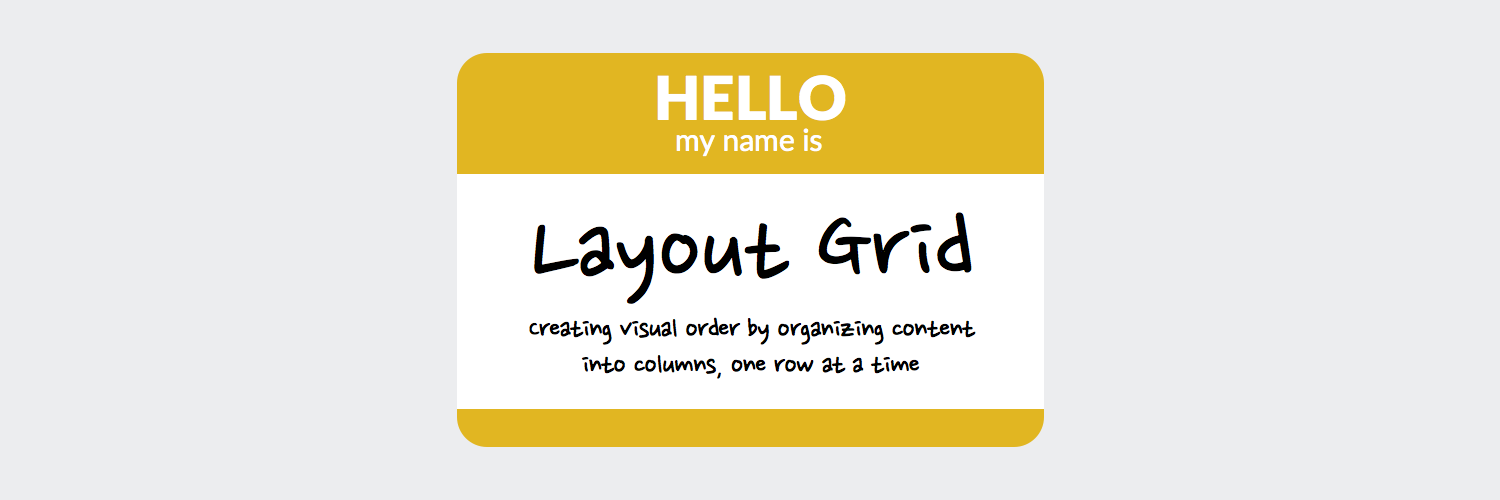 HELLO
my name is
Layout Grid
creating visual order by organizing content
into columns, one row at a time